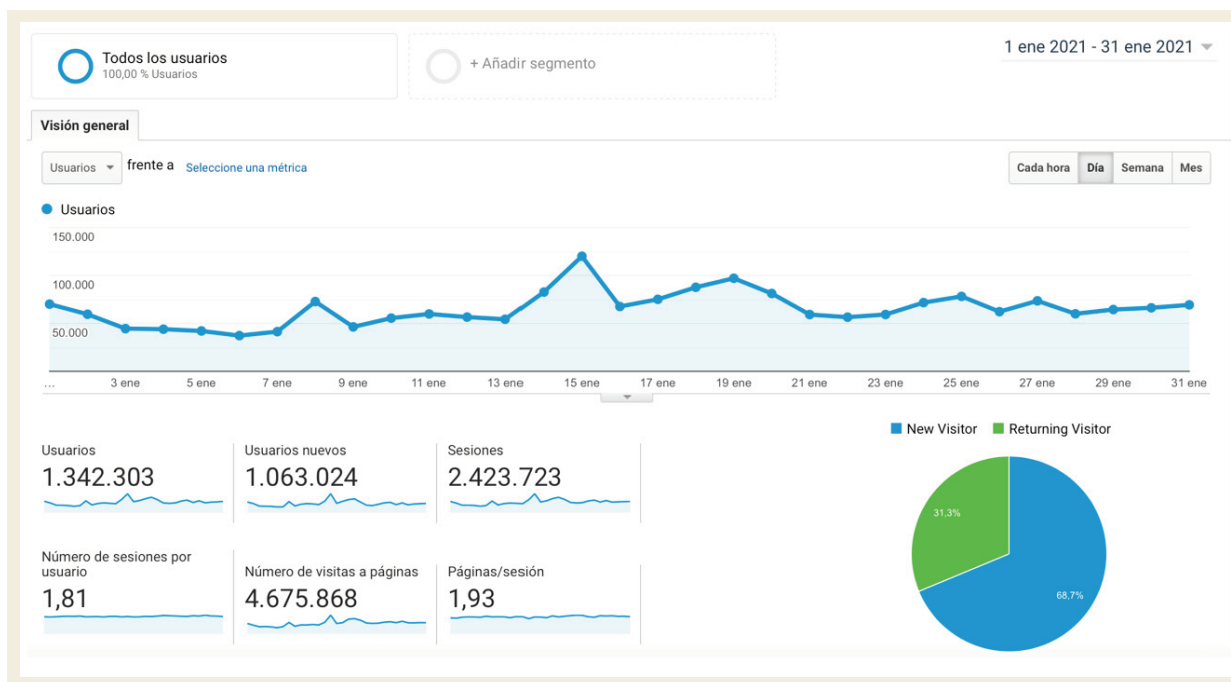 Todos los usuarios
100,00 % Usuarios
+ Añadir segmento
1 ene 2021 - 31 ene 2021
Visión general
Usuarios frente a Seleccione una métrica
Cada hora Día Semana Mes
Usuarios
150.000
100.000
50.000
... 3 ene 5 ene 7 ene 9 ene 11 ene 13 ene 15 ene 17 ene 19 ene 21 ene 23 ene 25 ene 27 ene 29 ene 31 ene
New Visitor Returning Visitor
Usuarios
1.342.303
Usuarios nuevos
1.063.024
Sesiones
2.423.723
Número de sesiones por
usuario
1,81
Número de visitas a páginas
4.675.868
Páginas/sesión
1,93
31,3%
68,7%